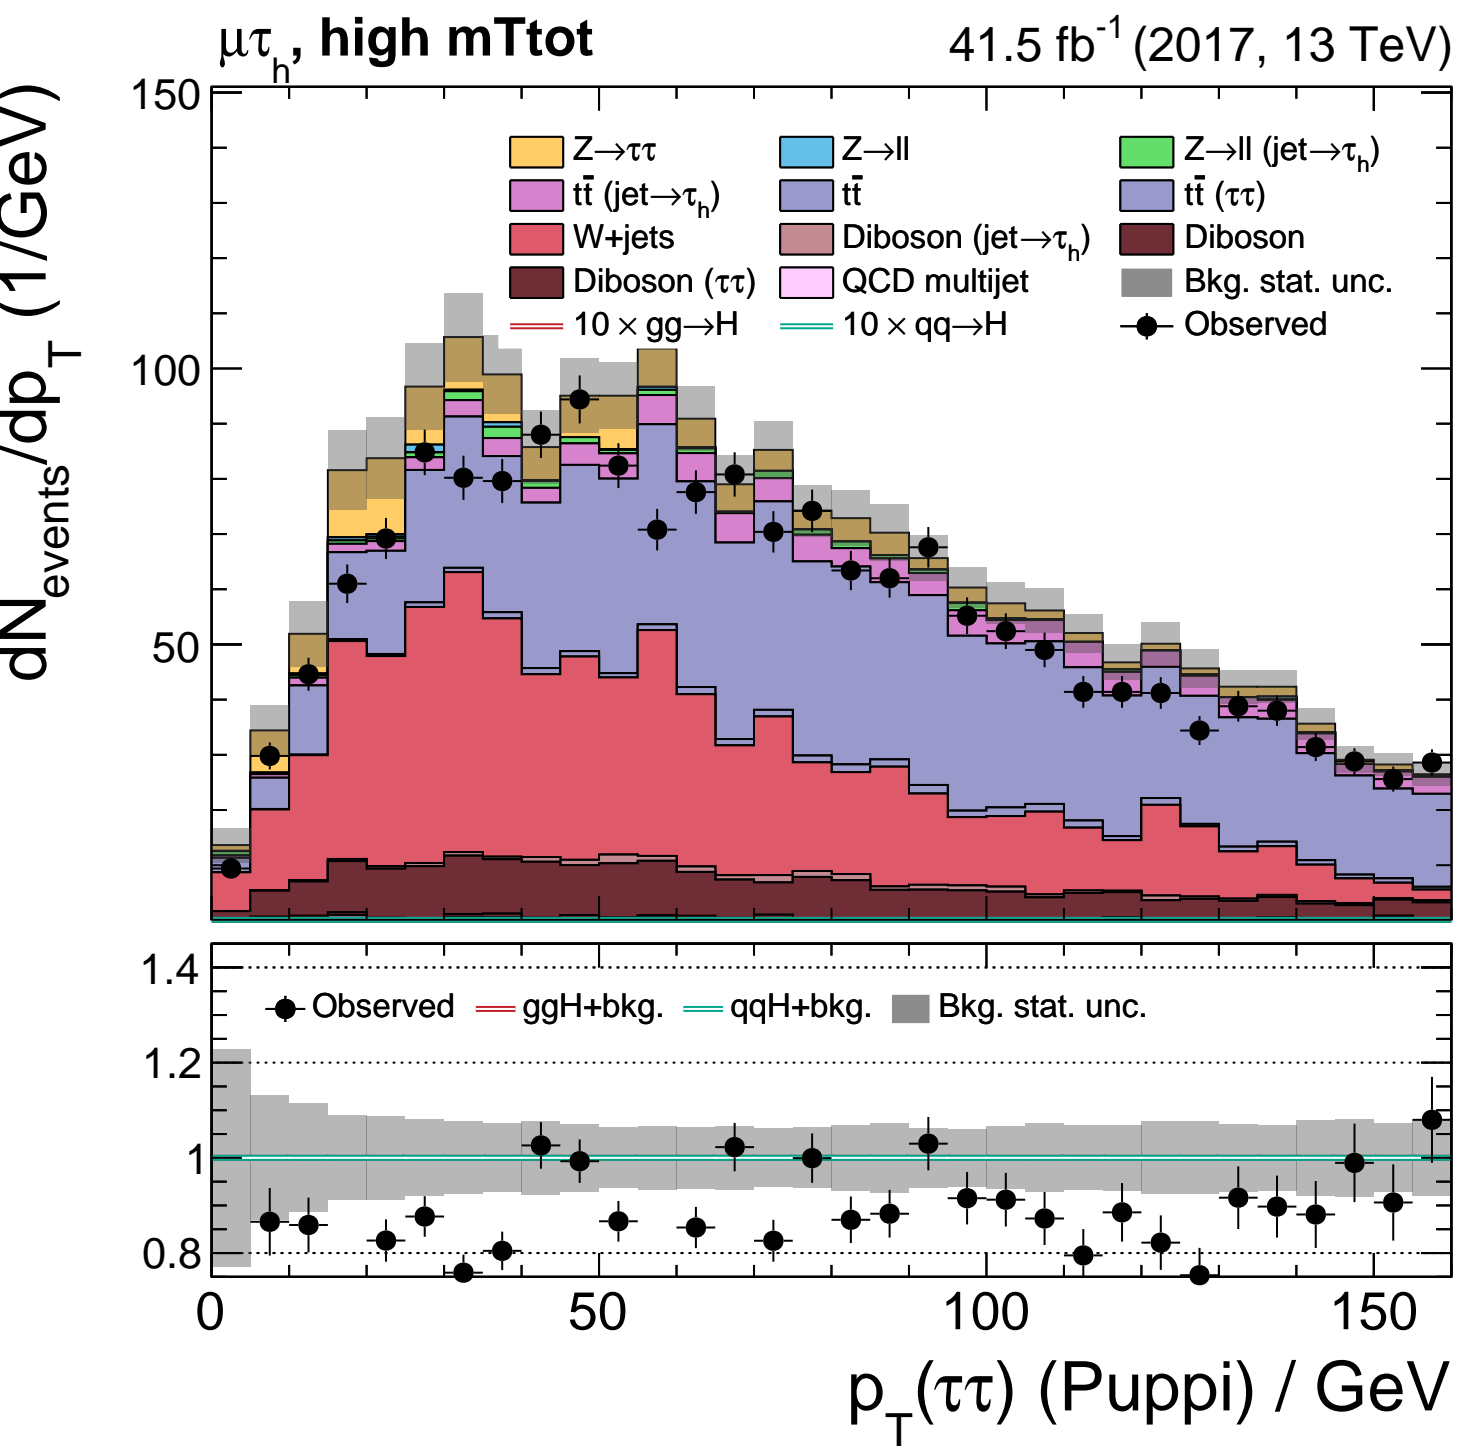 μτh, high mTtot 41.5 fb-1 (2017, 13 TeV)
dNevents/dpT (1/GeV)
150
100
50
Z→ττ Z→ll Z→ll (jet→τh)
tt̄ (jet→τh) tt̄ tt̄ (ττ)
W+jets Diboson (jet→τh) Diboson
Diboson (ττ) QCD multijet Bkg. stat. unc.
10 × gg→H 10 × qq→H Observed
1.4
1.2
1
0.8
Observed ggH+bkg. qqH+bkg. Bkg. stat. unc.
0 50 100 150
pT(ττ) (Puppi) / GeV